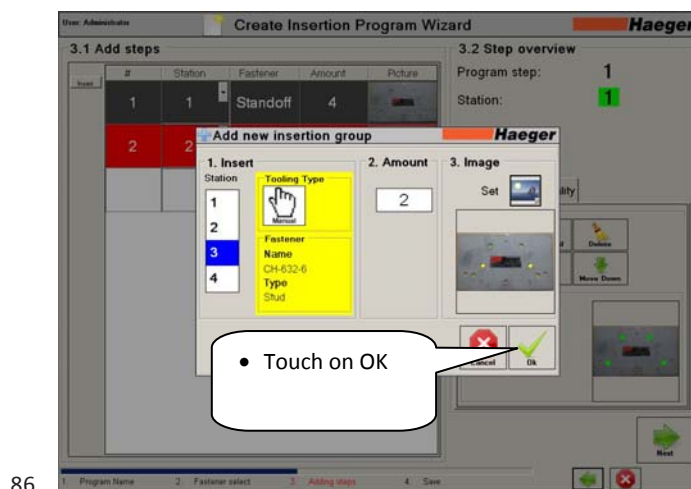 User: Administrator
Create Insertion Program Wizard
Haeger
3.1 Add steps
3.2 Step overview
Insert
# Station Fastener Amount Picture
1 1 Standoff 4
2 2
Program step: 1
Station: 1
Add new insertion group
Haeger
1. Insert
Station
1
2
3
4
Tooling Type
Manual
Fastener
Name
CH-632-6
Type
Stud
2. Amount
2
3. Image
Set
Cancel
Ok
Delete
Move Down
• Touch on OK
Next
1. Program Name 2. Fastener select 3. Adding steps 4. Save
86